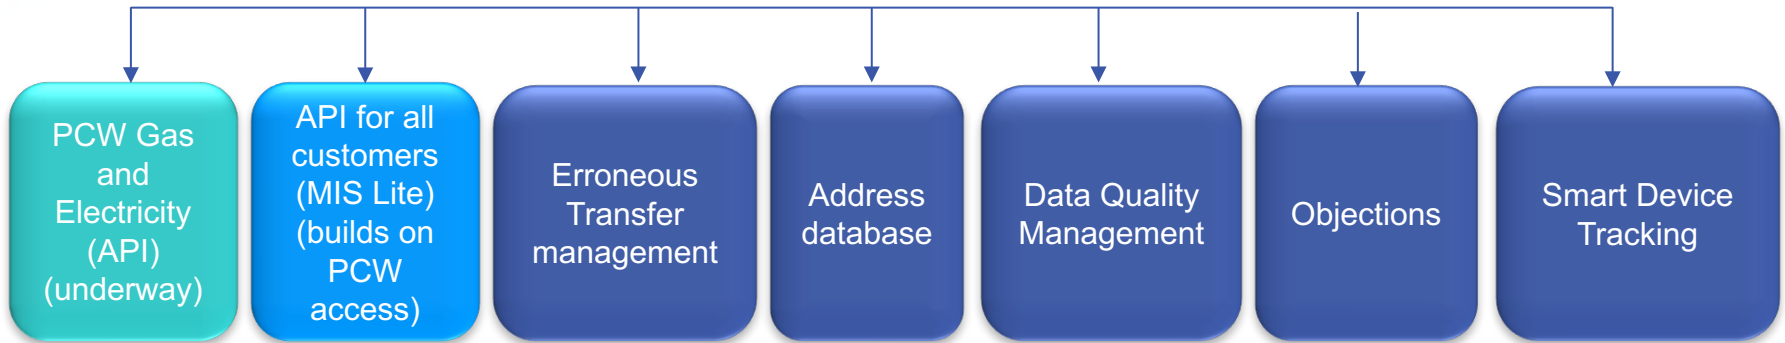 PCW Gas
and
Electricity
(API)
(underway)
API for all
customers
(MIS Lite)
(builds on
PCW
access)
Erroneous
Transfer
management
Address
database
Data Quality
Management
Objections
Smart Device
Tracking